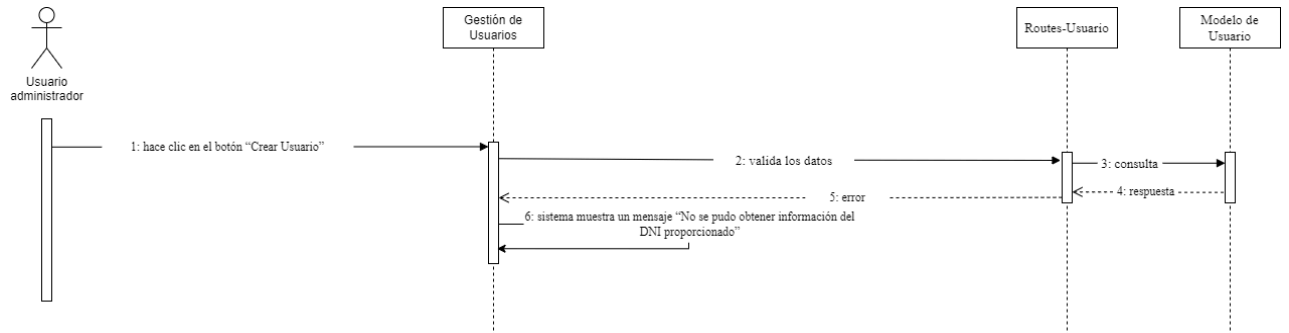 Gestión de
Usuarios
Routes-Usuario
Modelo de
Usuario
Usuario
administrador
1: hace clic en el botón “Crear Usuario”
2: valida los datos
3: consulta
4: respuesta
5: error
6: sistema muestra un mensaje “No se pudo obtener información del
DNI proporcionado”